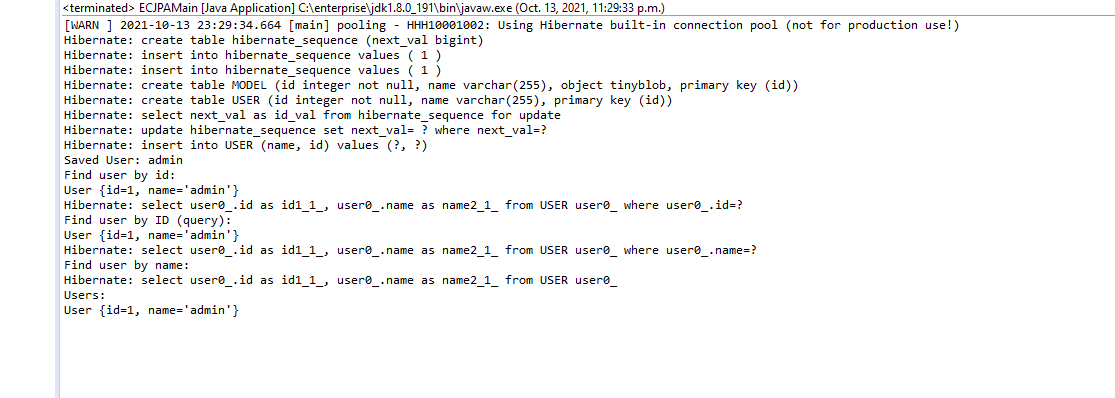 <terminated> ECJPAMain [Java Application] C:\enterprise\jdk1.8.0_191\bin\javaw.exe (Oct. 13, 2021, 11:29:33 p.m.)
[WARN ] 2021-10-13 23:29:34.664 [main] pooling - HHH10001002: Using Hibernate built-in connection pool (not for production use!)
Hibernate: create table hibernate_sequence (next_val bigint)
Hibernate: insert into hibernate_sequence values ( 1 )
Hibernate: insert into hibernate_sequence values ( 1 )
Hibernate: create table MODEL (id integer not null, name varchar(255), object tinyblob, primary key (id))
Hibernate: create table USER (id integer not null, name varchar(255), primary key (id))
Hibernate: select next_val as id_val from hibernate_sequence for update
Hibernate: update hibernate_sequence set next_val= ? where next_val=?
Hibernate: insert into USER (name, id) values (?, ?)
Saved User: admin
Find user by id:
User {id=1, name='admin'}
Hibernate: select user0_.id as id1_1_, user0_.name as name2_1_ from USER user0_ where user0_.id=?
Find user by ID (query):
User {id=1, name='admin'}
Hibernate: select user0_.id as id1_1_, user0_.name as name2_1_ from USER user0_ where user0_.name=?
Find user by name:
Hibernate: select user0_.id as id1_1_, user0_.name as name2_1_ from USER user0_
Users:
User {id=1, name='admin'}